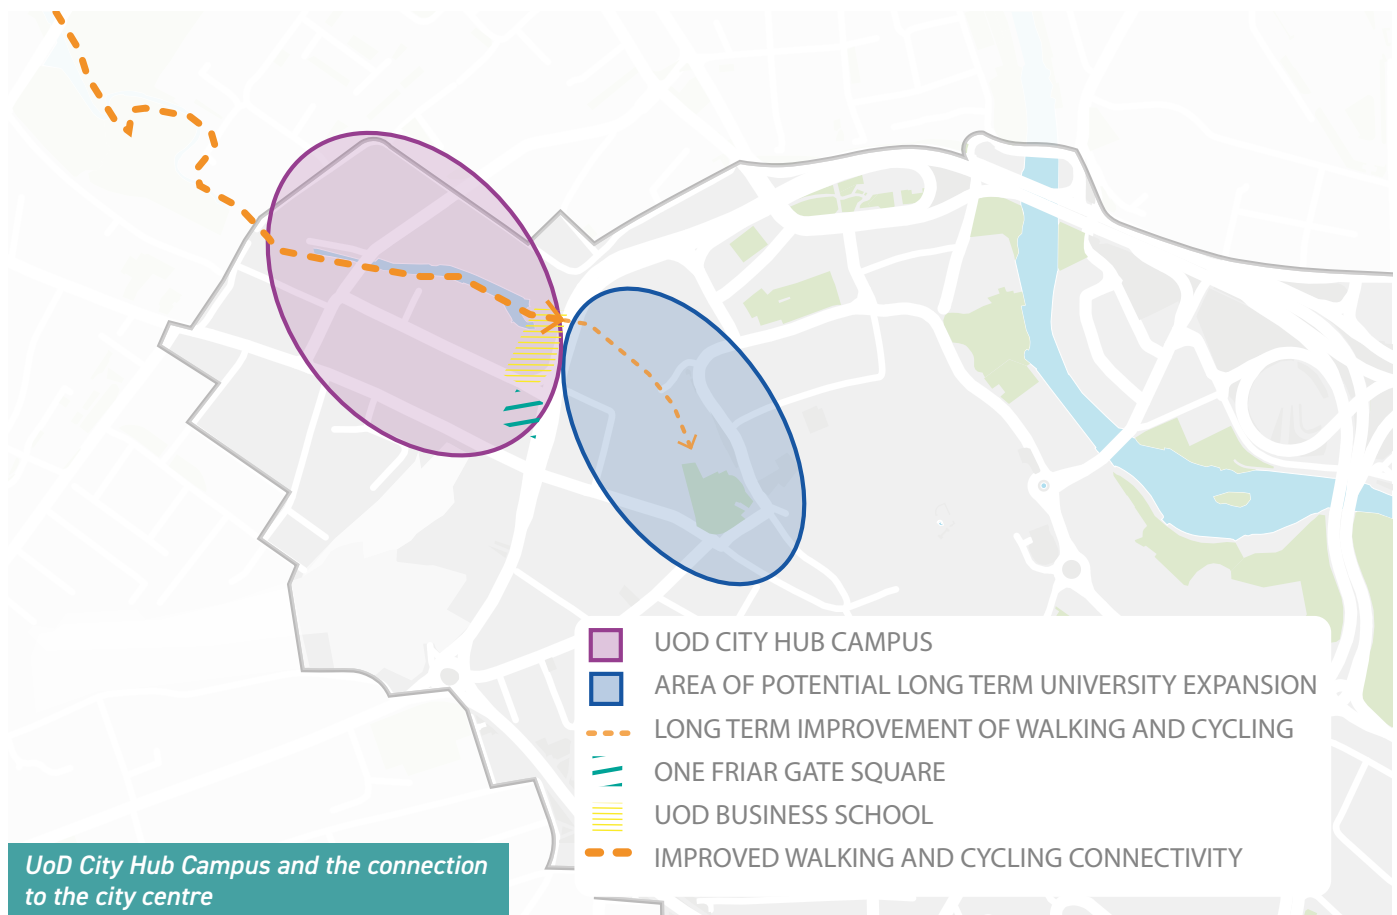 UOD CITY HUB CAMPUS
AREA OF POTENTIAL LONG TERM UNIVERSITY EXPANSION
LONG TERM IMPROVEMENT OF WALKING AND CYCLING
ONE FRIAR GATE SQUARE
UOD BUSINESS SCHOOL
IMPROVED WALKING AND CYCLING CONNECTIVITY
UoD City Hub Campus and the connection
to the city centre